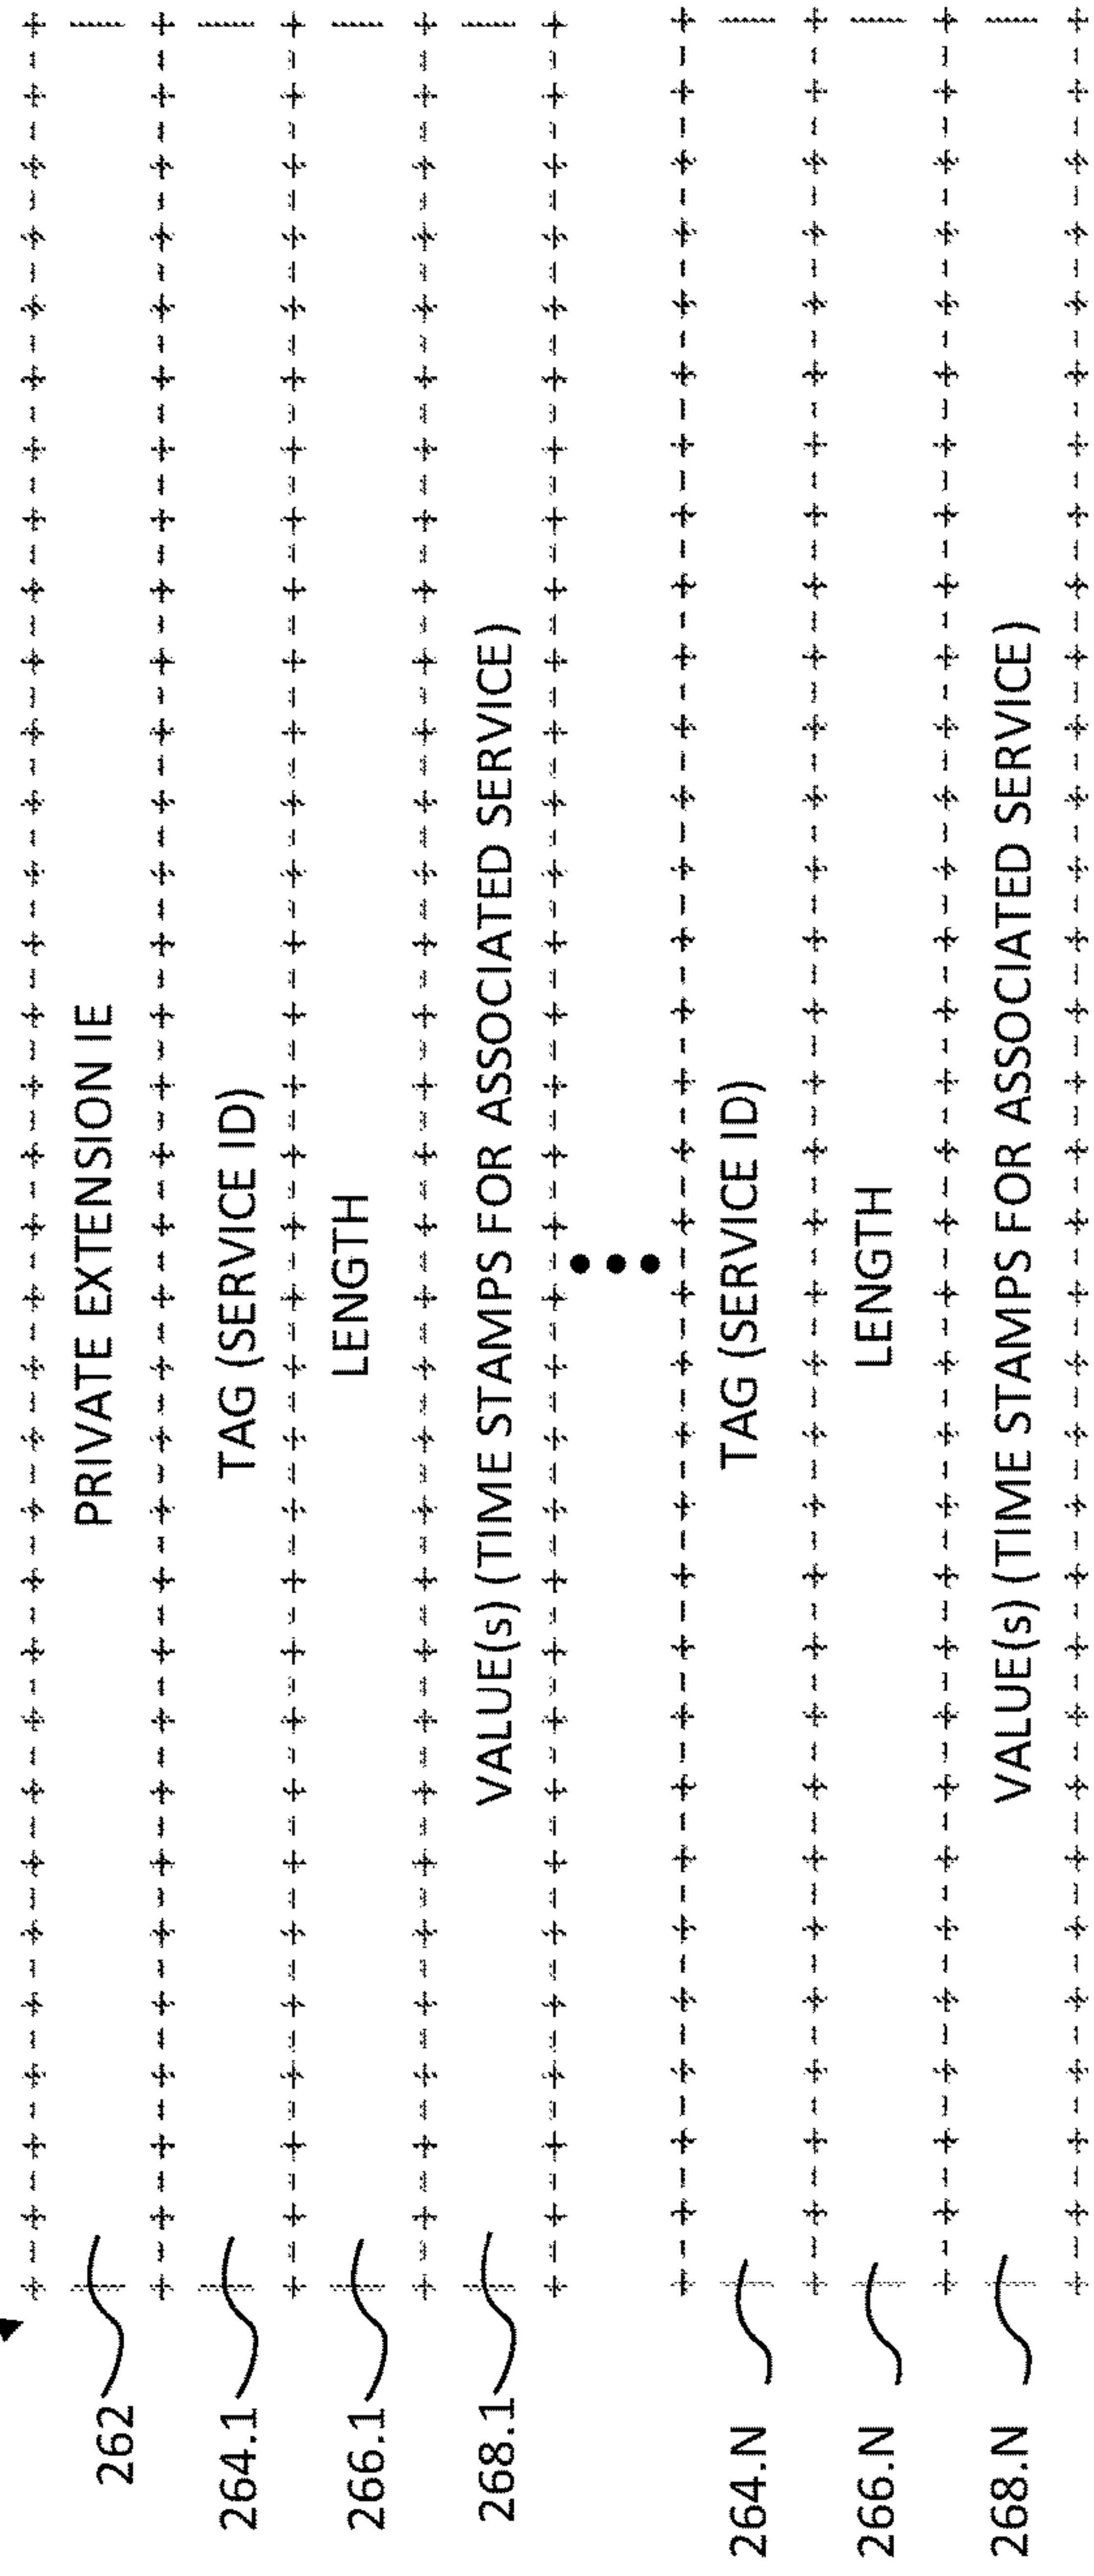 262 PRIVATE EXTENSION IE
264.1 TAG (SERVICE ID)
266.1 LENGTH
268.1 VALUE(s) (TIME STAMPS FOR ASSOCIATED SERVICE)
264.N TAG (SERVICE ID)
266.N LENGTH
268.N VALUE(s) (TIME STAMPS FOR ASSOCIATED SERVICE)